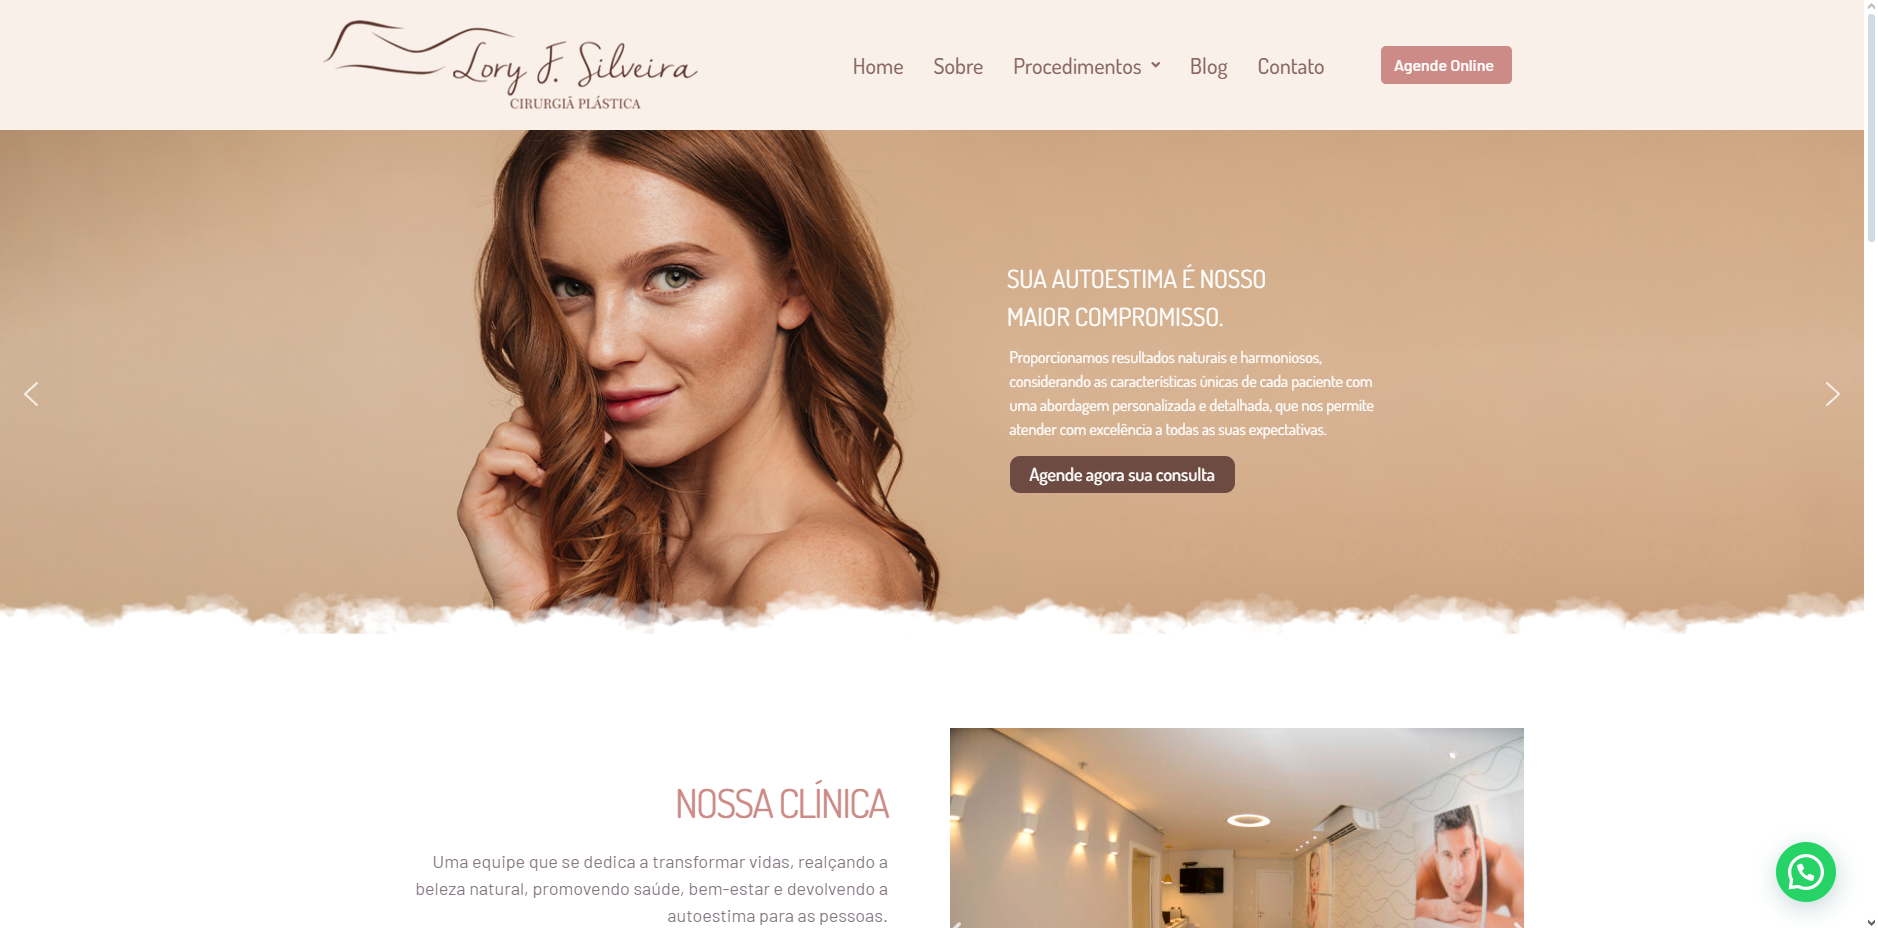 Lory F. Silveira
CIRURGIÃ PLÁSTICA
Home Sobre Procedimentos Blog Contato Agende Online
SUA AUTOESTIMA É NOSSO
MAIOR COMPROMISSO.
Proporcionamos resultados naturais e harmoniosos,
considerando as características únicas de cada paciente com
uma abordagem personalizada e detalhada, que nos permite
atender com excelência a todas as suas expectativas.
Agende agora sua consulta
NOSSA CLÍNICA
Uma equipe que se dedica a transformar vidas, realçando a
beleza natural, promovendo saúde, bem-estar e devolvendo a
autoestima para as pessoas.